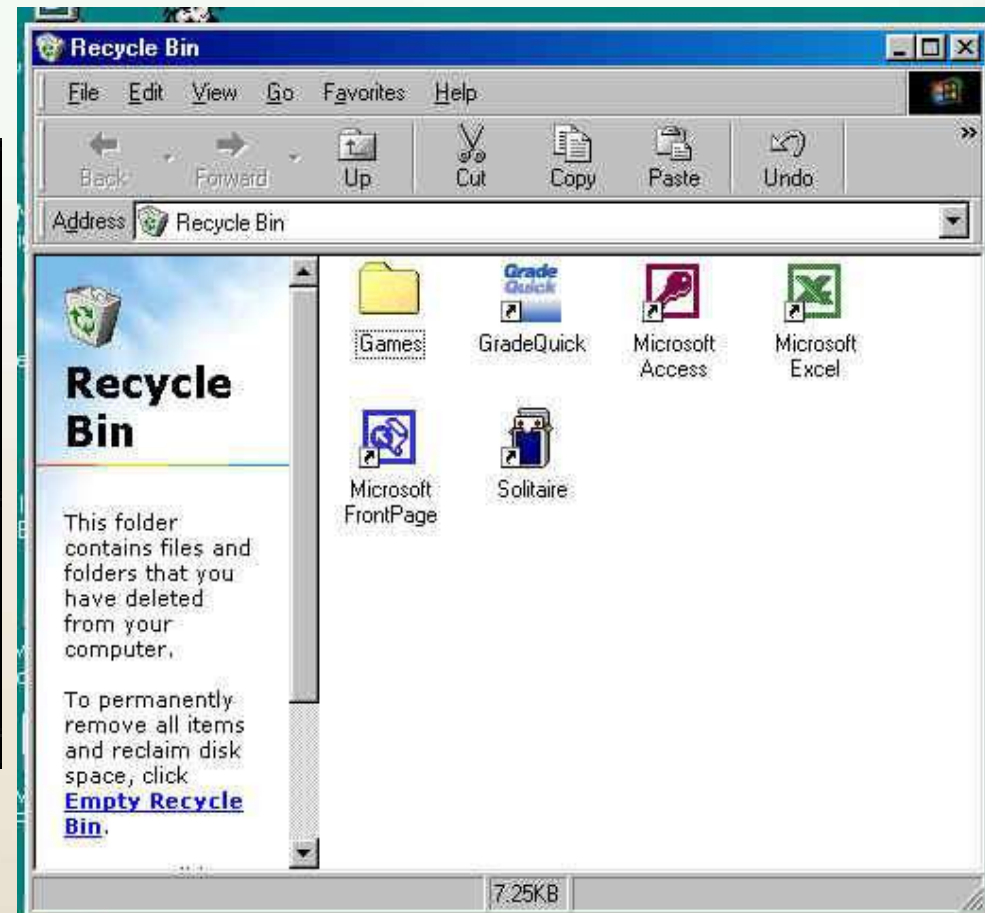 Recycle Bin
File Edit View Go Favorites Help
Back Forward Up Cut Copy Paste Undo »
Address Recycle Bin
Recycle
Bin
This folder
contains files and
folders that you
have deleted
from your
computer.
To permanently
remove all items
and reclaim disk
space, click
Empty Recycle
Bin.
Games
Grade
Quick
GradeQuick
Microsoft
Access
Microsoft
Excel
Microsoft
FrontPage
Solitaire
7.25KB